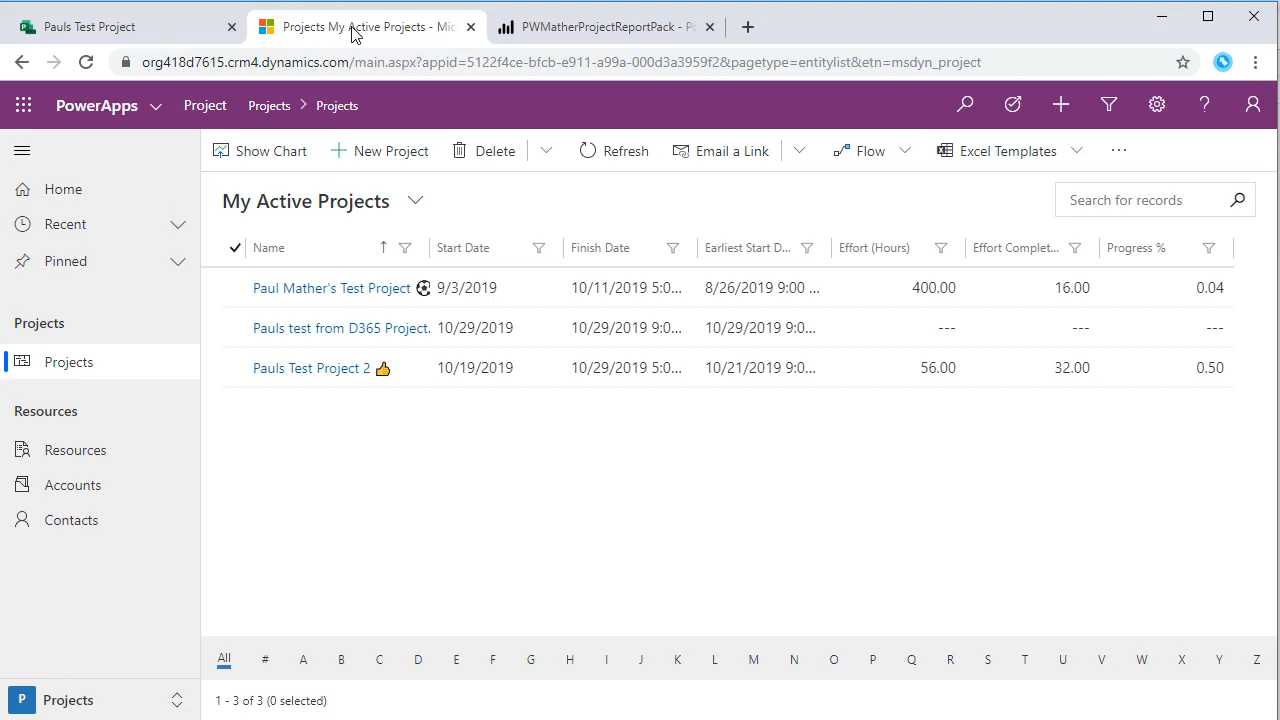 Pauls Test Project
Projects My Active Projects - Mic
PWMatherProjectReportPack - Po
org418d7615.crm4.dynamics.com/main.aspx?appid=5122f4ce-bfcb-e911-a99a-000d3a3959f2&pagetype=entitylist&etn=msdyn_project
PowerApps
Project
Projects > Projects
Show Chart
New Project
Delete
Refresh
Email a Link
Flow
Excel Templates
Home
Recent
Pinned
Projects
Projects
Resources
Resources
Accounts
Contacts
P Projects
My Active Projects
Search for records
Name Start Date Finish Date Earliest Start D... Effort (Hours) Effort Complet... Progress %
Paul Mather's Test Project ⚽ 9/3/2019 10/11/2019 5:0... 8/26/2019 9:00 ... 400.00 16.00 0.04
Pauls test from D365 Project. 10/29/2019 10/29/2019 9:0... 10/29/2019 9:0... --- --- ---
Pauls Test Project 2 👍 10/19/2019 10/29/2019 5:0... 10/21/2019 9:0... 56.00 32.00 0.50
All # A B C D E F G H I J K L M N O P Q R S T U V W X Y Z
1 - 3 of 3 (0 selected)